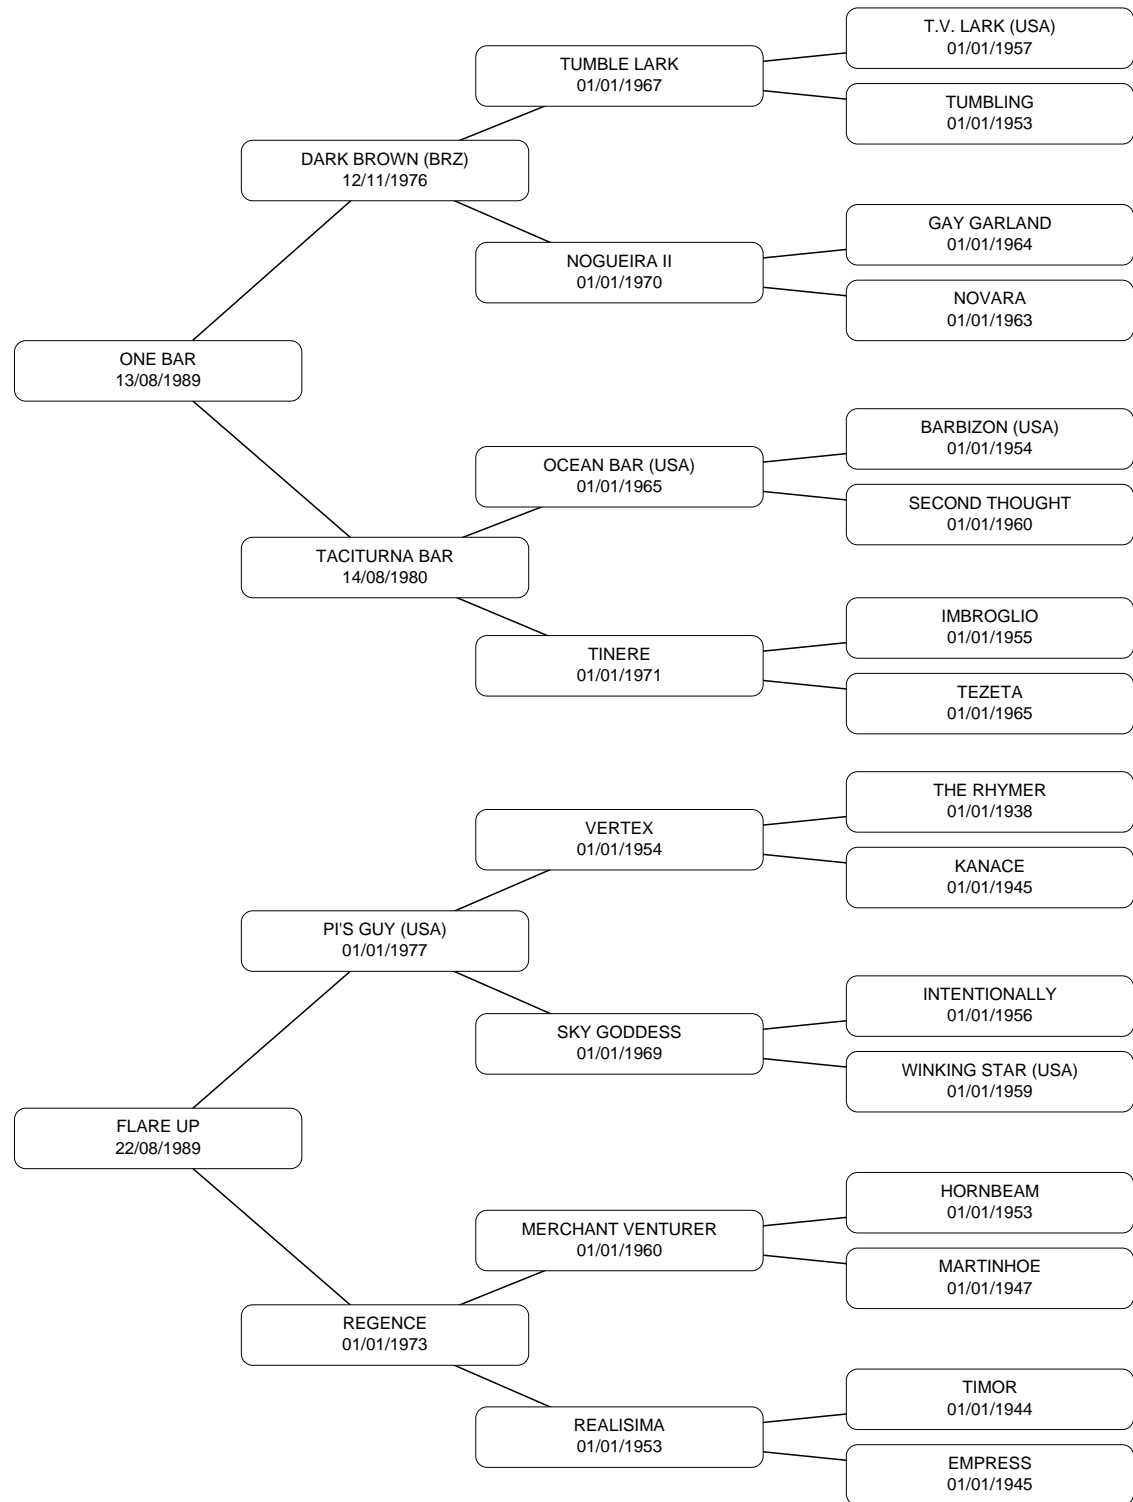 T.V. LARK (USA)
01/01/1957
TUMBLE LARK
01/01/1967
TUMBLING
01/01/1953
DARK BROWN (BRZ)
12/11/1976
GAY GARLAND
01/01/1964
NOGUEIRA II
01/01/1970
NOVARA
01/01/1963
ONE BAR
13/08/1989
BARBIZON (USA)
01/01/1954
OCEAN BAR (USA)
01/01/1965
SECOND THOUGHT
01/01/1960
TACITURNA BAR
14/08/1980
IMBROGLIO
01/01/1955
TINERE
01/01/1971
TEZETA
01/01/1965
THE RHYMER
01/01/1938
VERTEX
01/01/1954
KANACE
01/01/1945
PI'S GUY (USA)
01/01/1977
INTENTIONALLY
01/01/1956
SKY GODDESS
01/01/1969
WINKING STAR (USA)
01/01/1959
FLARE UP
22/08/1989
HORNBEAM
01/01/1953
MERCHANT VENTURER
01/01/1960
MARTINHOE
01/01/1947
REGENCE
01/01/1973
TIMOR
01/01/1944
REALISIMA
01/01/1953
EMPRESS
01/01/1945